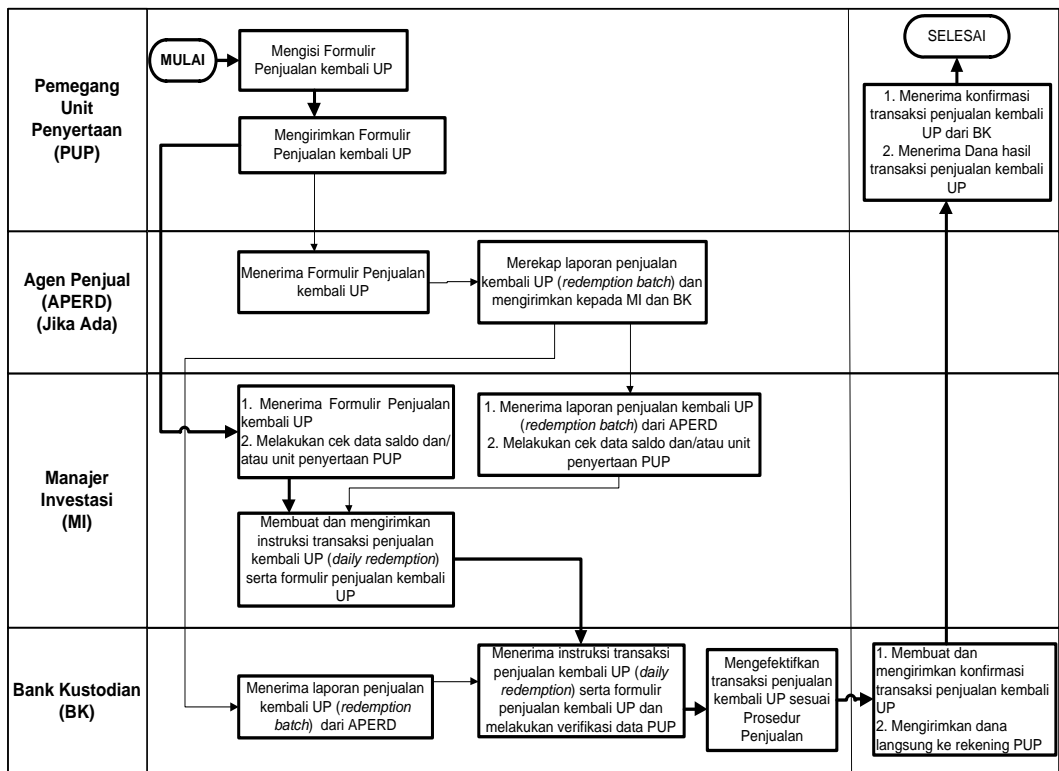 Pemegang
Unit
Penyertaan
(PUP)
MULAI
Mengisi Formulir
Penjualan kembali UP
Mengirimkan Formulir
Penjualan kembali UP
SELESAI
1. Menerima konfirmasi
transaksi penjualan kembali
UP dari BK
2. Menerima Dana hasil
transaksi penjualan kembali
UP
Agen Penjual
(APERD)
(Jika Ada)
Menerima Formulir Penjualan
kembali UP
Merekap laporan penjualan
kembali UP (redemption batch) dan
mengirimkan kepada MI dan BK
Manajer
Investasi
(MI)
1. Menerima Formulir Penjualan
kembali UP
2. Melakukan cek data saldo dan/
atau unit penyertaan PUP
1. Menerima laporan penjualan kembali UP
(redemption batch) dari APERD
2. Melakukan cek data saldo dan/atau unit
penyertaan PUP
Membuat dan mengirimkan
instruksi transaksi penjualan
kembali UP (daily redemption)
serta formulir penjualan kembali
UP
Bank Kustodian
(BK)
Menerima laporan penjualan
kembali UP (redemption
batch) dari APERD
Menerima instruksi transaksi
penjualan kembali UP (daily
redemption) serta formulir
penjualan kembali UP dan
melakukan verifikasi data PUP
Mengefektifkan
transaksi penjualan
kembali UP sesuai
Prosedur
Penjualan
1. Membuat dan
mengirimkan konfirmasi
transaksi penjualan kembali
UP
2. Mengirimkan dana
langsung ke rekening PUP